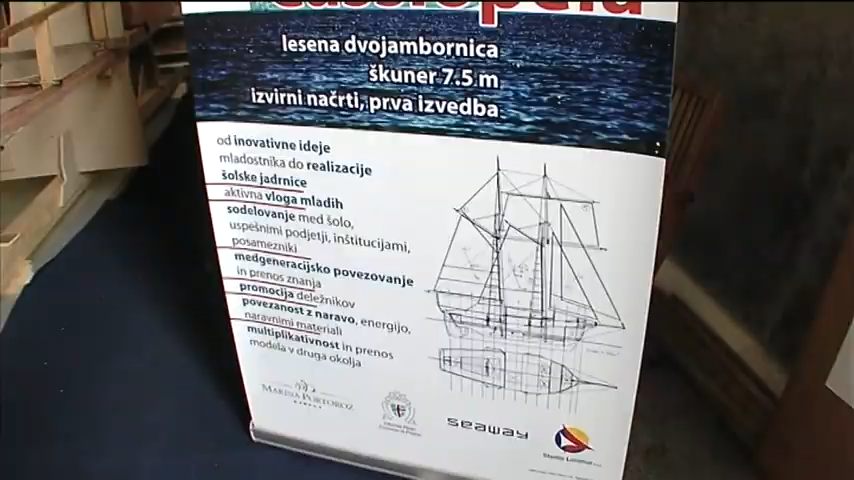 lesena dvojambornica
škuner 7.5 m
izvirni načrti, prva izvedba
od inovativne ideje
mladostnika do realizacije
šolske jadrnice
aktivna vloga mladih
sodelovanje med šolo,
uspešnimi podjetji, inštitucijami,
posamezniki
medgeneracijsko povezovanje
in prenos znanja
promocija deležnikov
povezanost z naravo, energijo,
naravnimi materiali
multiplikativnost in prenos
modela v druga okolja
MARINA PORTOROŽ
seaway